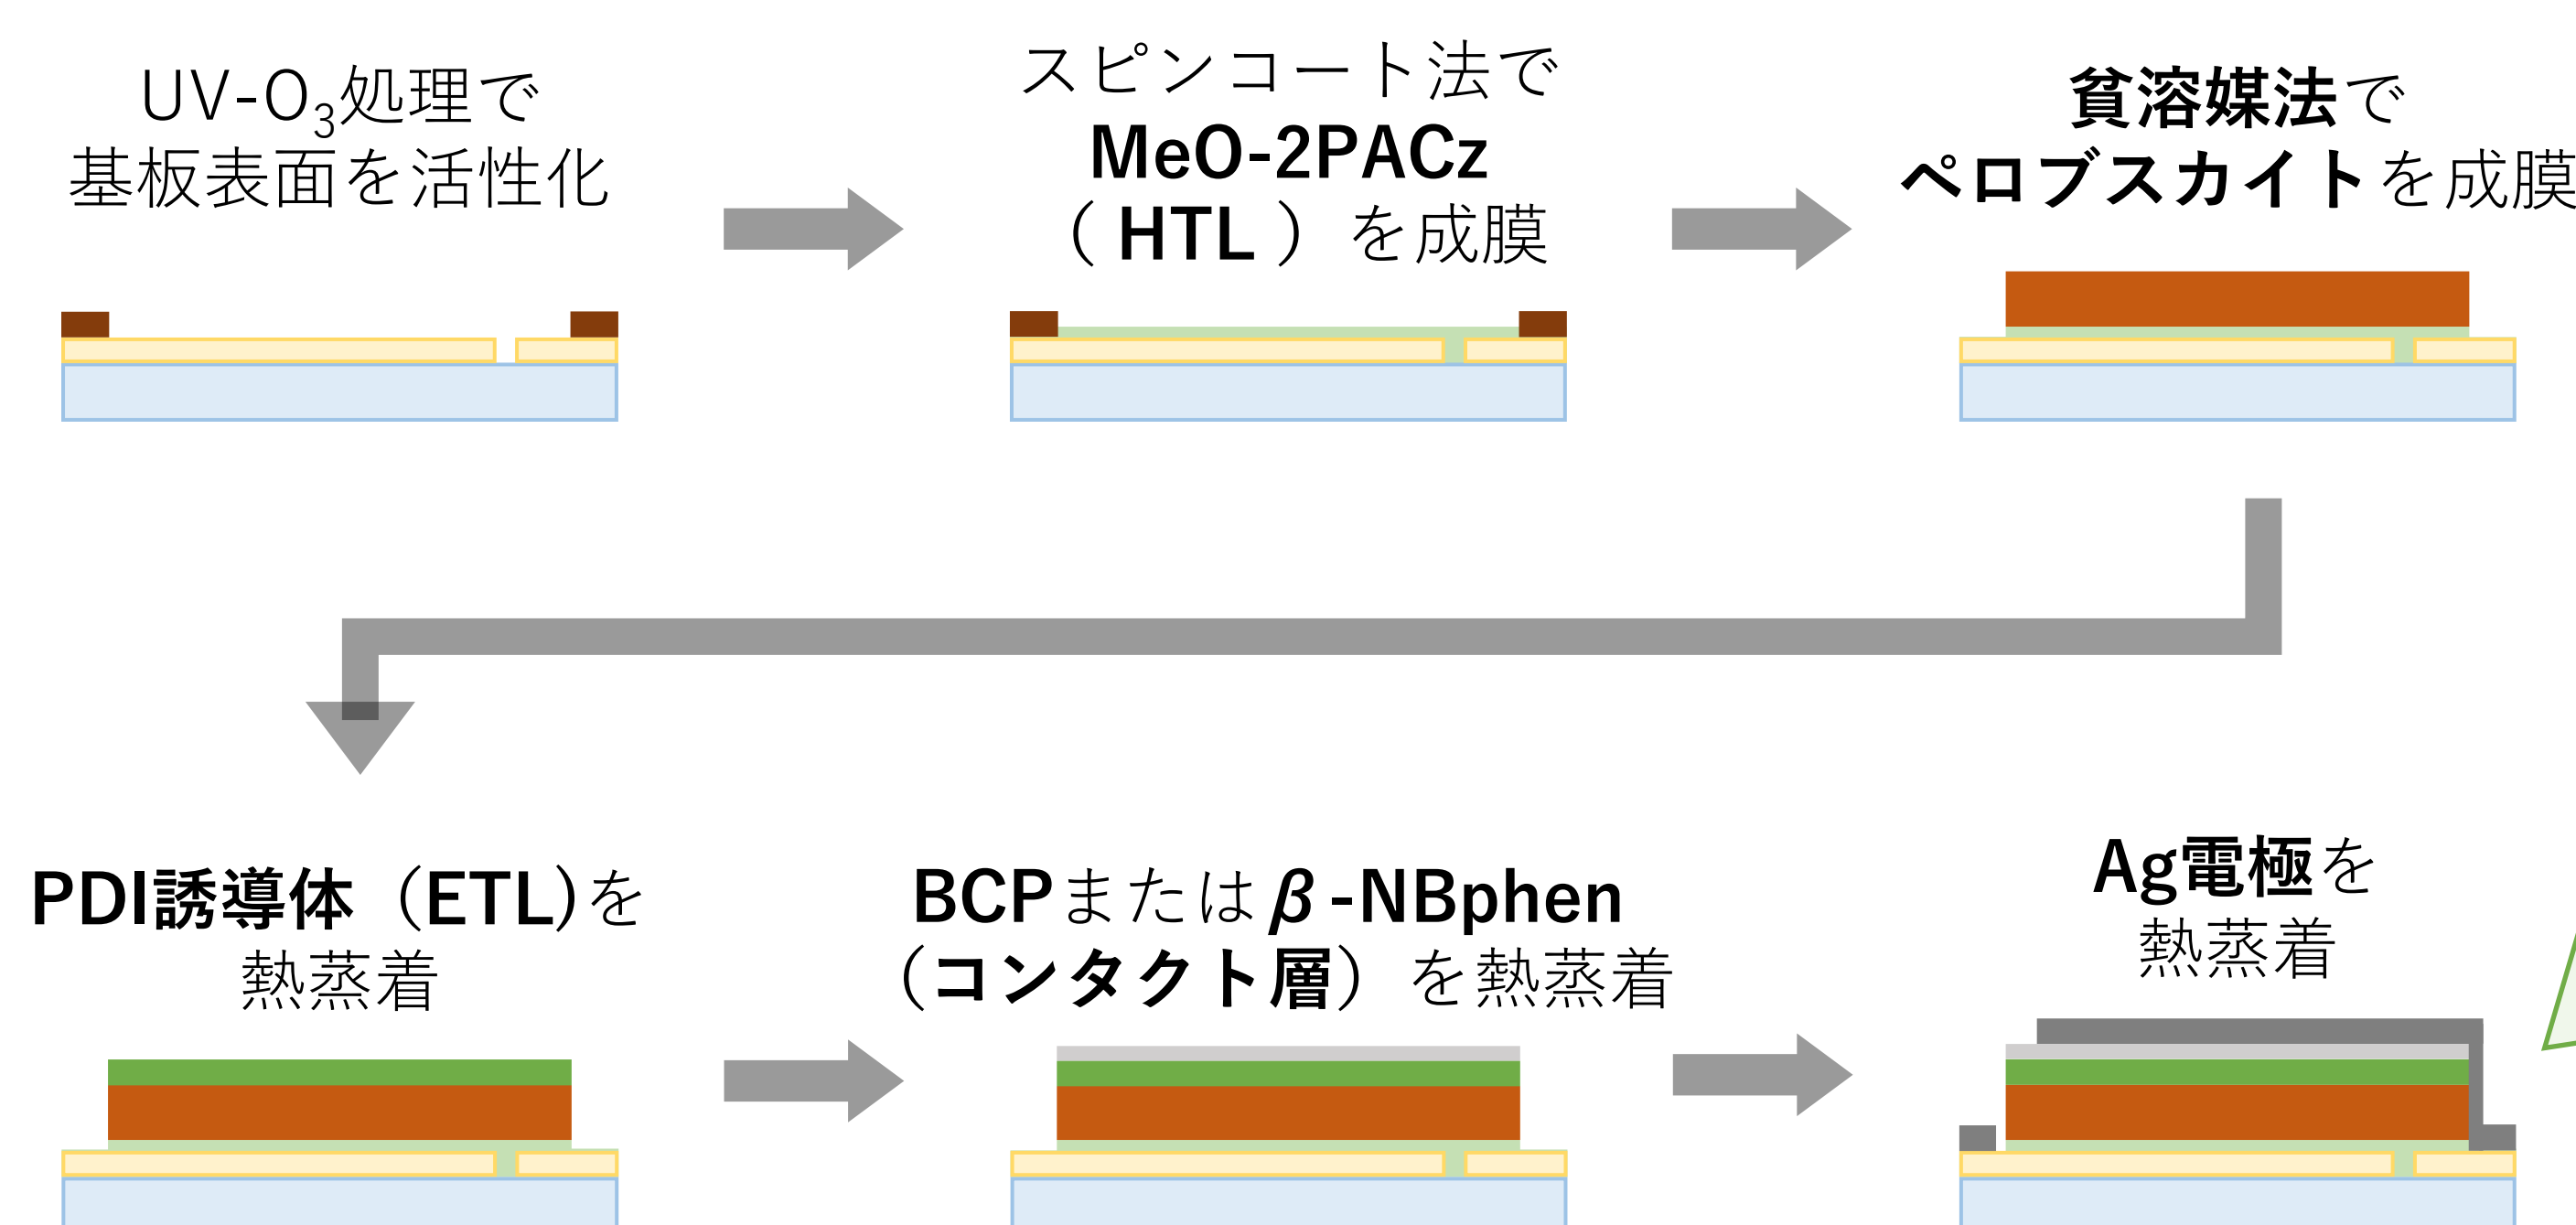 UV-O₃処理で
基板表面を活性化
スピンコート法で
MeO-2PACz
（HTL）を成膜
貧溶媒法で
ペロブスカイトを成膜
PDI誘導体（ETL)を
熱蒸着
BCPまたはβ-NBphen
（コンタクト層）を熱蒸着
Ag電極を
熱蒸着